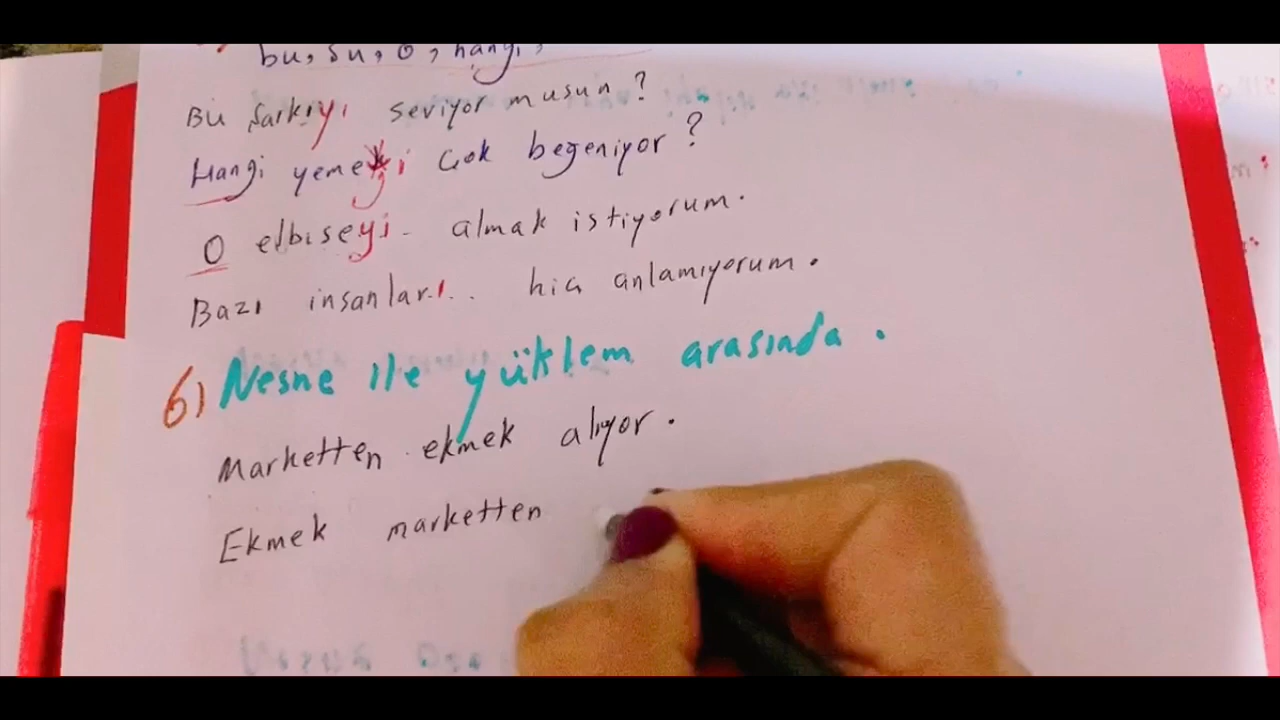 bu, şu, o, hangi,
Bu şarkıyı seviyor musun?
Hangi yemeği çok beğeniyor?
O elbiseyi almak istiyorum.
Bazı insanları.. hiç anlamıyorum.
6) Nesne ile yüklem arasında.
Marketten ekmek alıyor.
Ekmek marketten